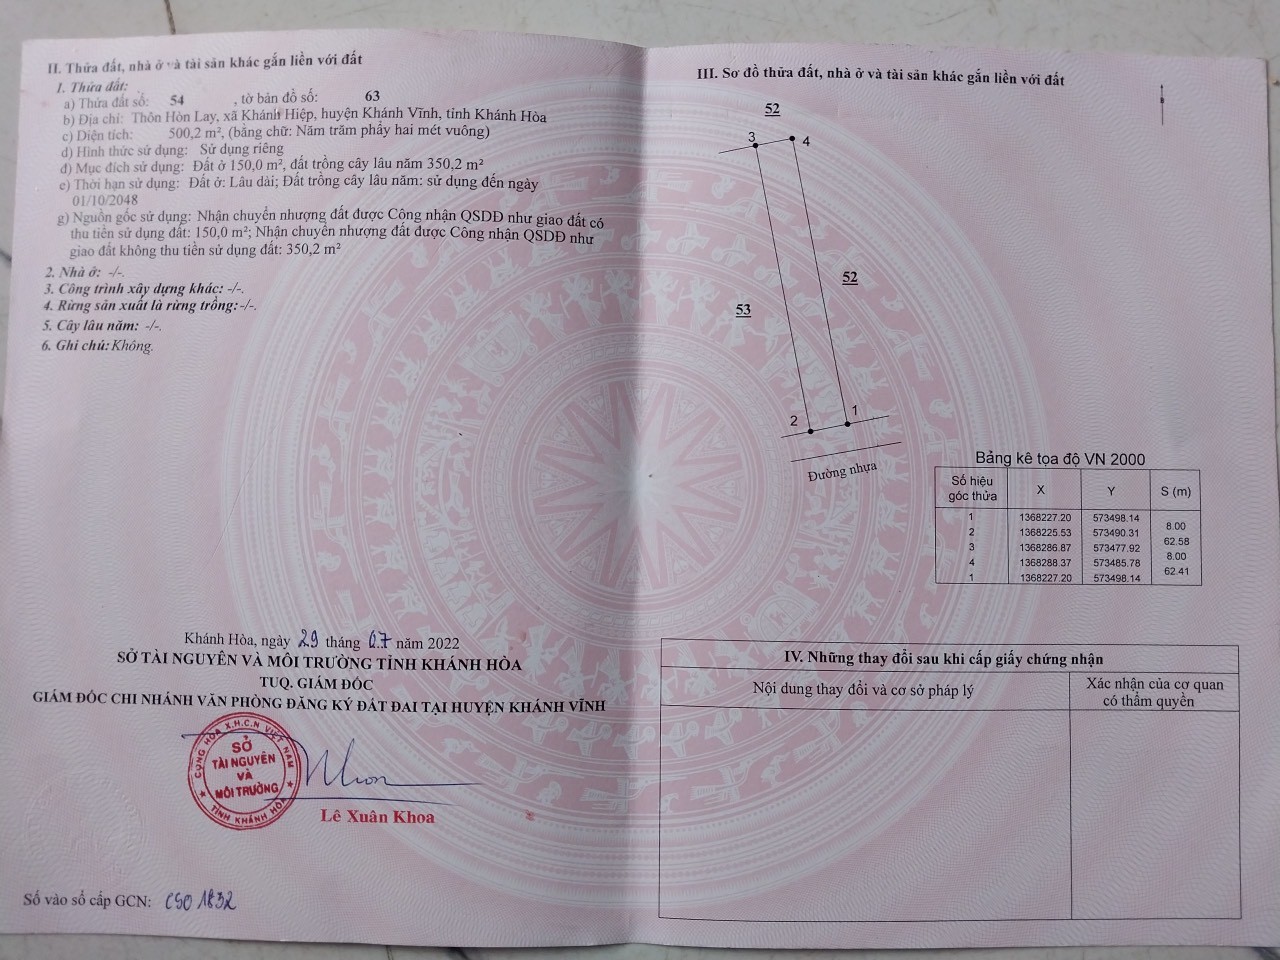 II. Thửa đất, nhà ở và tài sản khác gắn liền với đất
1. Thửa đất:
a) Thửa đất số: 54 , tờ bản đồ số: 63
b) Địa chỉ: Thôn Hòn Lay, xã Khánh Hiệp, huyện Khánh Vĩnh, tỉnh Khánh Hòa
c) Diện tích: 500,2 m², (bằng chữ: Năm trăm phẩy hai mét vuông)
d) Hình thức sử dụng: Sử dụng riêng
đ) Mục đích sử dụng: Đất ở 150,0 m², đất trồng cây lâu năm 350,2 m²
e) Thời hạn sử dụng: Đất ở: Lâu dài; Đất trồng cây lâu năm: sử dụng đến ngày
01/10/2048
g) Nguồn gốc sử dụng: Nhận chuyển nhượng đất được Công nhận QSDĐ như giao đất có
thu tiền sử dụng đất: 150,0 m²; Nhận chuyển nhượng đất được Công nhận QSDĐ như
giao đất không thu tiền sử dụng đất: 350,2 m²
2. Nhà ở: -/-.
3. Công trình xây dựng khác: -/-.
4. Rừng sản xuất là rừng trồng: -/-.
5. Cây lâu năm: -/-.
6. Ghi chú: Không.
Khánh Hòa, ngày 29 tháng 07 năm 2022
SỞ TÀI NGUYÊN VÀ MÔI TRƯỜNG TỈNH KHÁNH HÒA
TUQ. GIÁM ĐỐC
GIÁM ĐỐC CHI NHÁNH VĂN PHÒNG ĐĂNG KÝ ĐẤT ĐAI TẠI HUYỆN KHÁNH VĨNH
CỘNG HÒA X.H.C.N VIỆT NAM
SỞ
TÀI NGUYÊN
VÀ
MÔI TRƯỜNG
TỈNH KHÁNH HÒA
Lê Xuân Khoa
Số vào sổ cấp GCN: CS01832
III. Sơ đồ thửa đất, nhà ở và tài sản khác gắn liền với đất
52
3 4
52
53
2 1
Đường nhựa
Bảng kê tọa độ VN 2000
Số hiệu góc thửa X Y S (m)
1 1368227.20 573498.14
8.00
2 1368225.53 573490.31
62.58
3 1368286.87 573477.92
8.00
4 1368288.37 573485.78
62.41
1 1368227.20 573498.14
IV. Những thay đổi sau khi cấp giấy chứng nhận
Nội dung thay đổi và cơ sở pháp lý
Xác nhận của cơ quan
có thẩm quyền